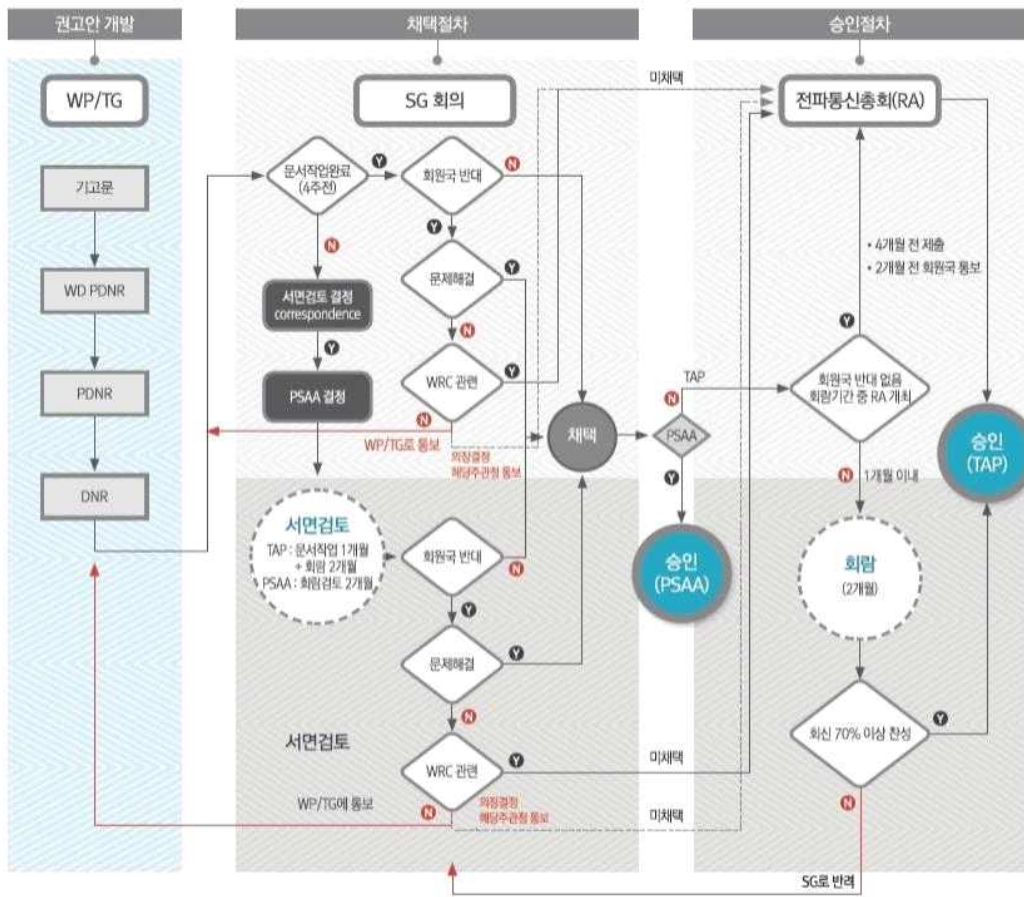 권고안 개발
채택절차
승인절차
WP/TG
SG 회의
미채택
전파통신총회(RA)
기고문
WD PDNR
PDNR
DNR
문서작업완료
(4주전)
Y
회원국 반대
N
N
Y
문제해결
Y
서면검토 결정
correspondence
Y
N
PSAA 결정
WRC 관련
Y
N
WP/TG로 통보
의장결정
해당주관청 통보
채택
TAP
N
PSAA
Y
승인
(PSAA)
• 4개월 전 제출
• 2개월 전 회원국 통보
Y
회원국 반대 없음
회람기간 중 RA 개최
N
1개월 이내
승인
(TAP)
서면검토
TAP : 문서작업 1개월
+ 회람 2개월
PSAA : 회람검토 2개월
회원국 반대
N
Y
문제해결
Y
N
서면검토
WRC 관련
Y
미채택
WP/TG에 통보
N
의장결정
해당주관청 통보
미채택
회람
(2개월)
회신 70% 이상 찬성
Y
N
SG로 반려